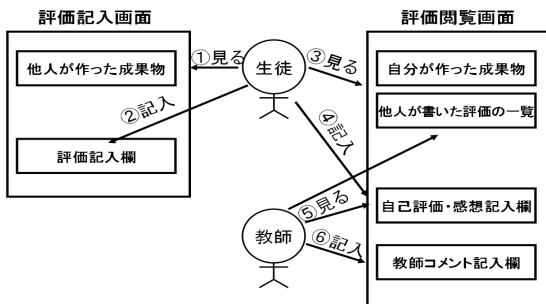 評価記入画面
他人が作った成果物
評価記入欄
①見る
②記入
生徒
③見る
④記入
⑤見る
教師
⑥記入
評価閲覧画面
自分が作った成果物
他人が書いた評価の一覧
自己評価・感想記入欄
教師コメント記入欄